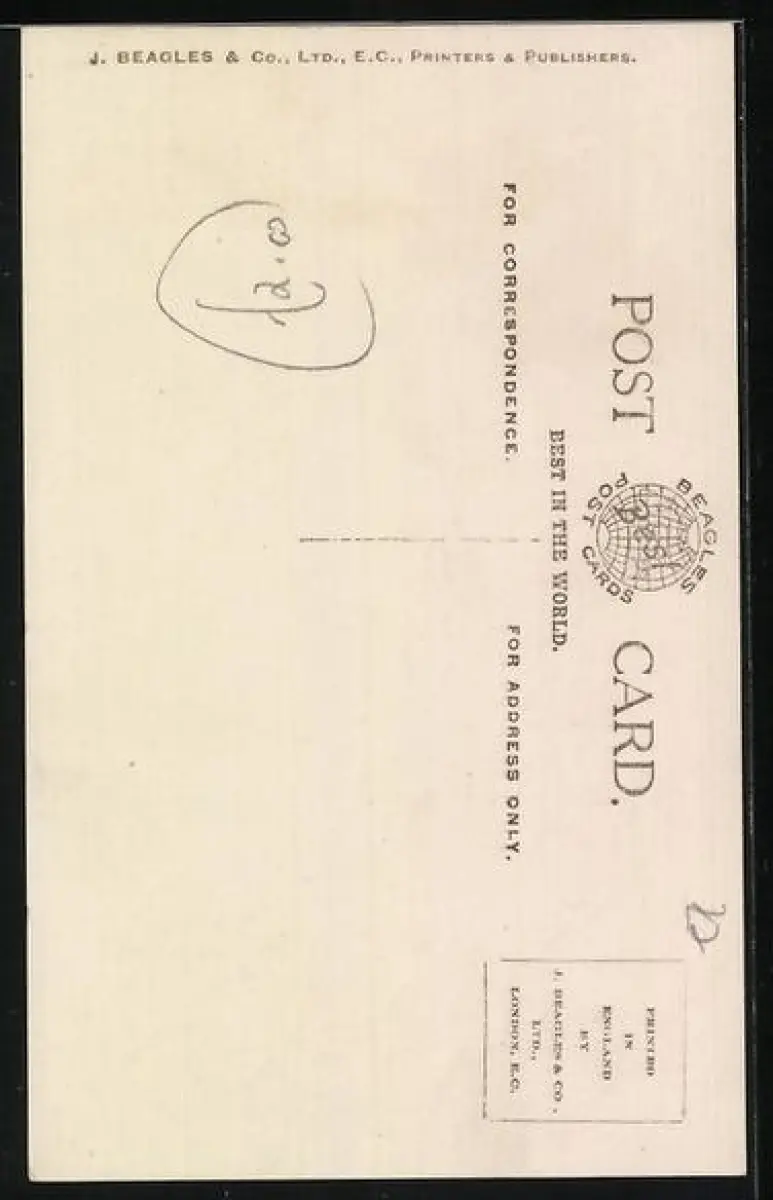 J. BEAGLES & Co., LTD., E.C., PRINTERS & PUBLISHERS.
POST CARD.
BEAGLES
Best
POST CARDS
BEST IN THE WORLD.
FOR CORRESPONDENCE.
FOR ADDRESS ONLY.
PRINTED
IN
ENGLAND
BY
J. BEAGLES & CO.,
LTD.,
LONDON, E.C.